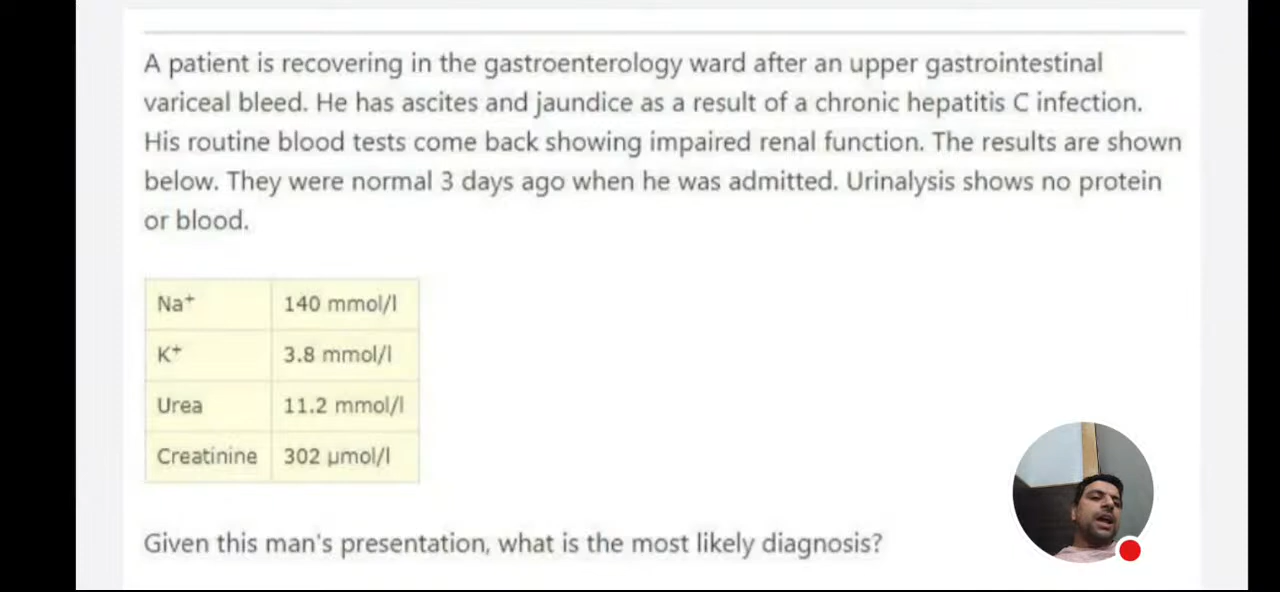 A patient is recovering in the gastroenterology ward after an upper gastrointestinal
variceal bleed. He has ascites and jaundice as a result of a chronic hepatitis C infection.
His routine blood tests come back showing impaired renal function. The results are shown
below. They were normal 3 days ago when he was admitted. Urinalysis shows no protein
or blood.
Na⁺ 140 mmol/l
K⁺ 3.8 mmol/l
Urea 11.2 mmol/l
Creatinine 302 µmol/l
Given this man's presentation, what is the most likely diagnosis?